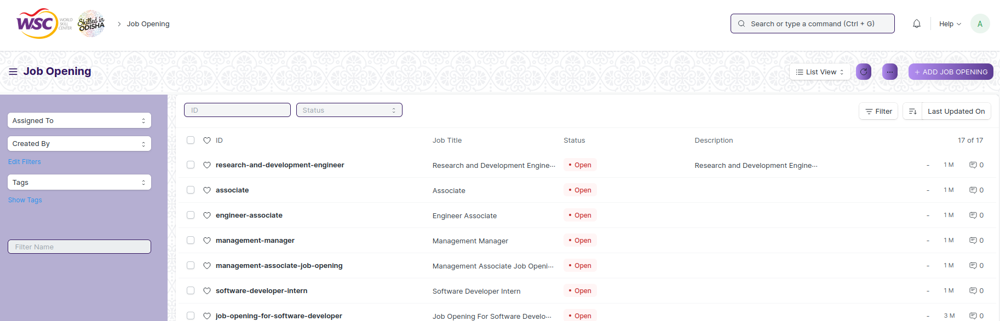 WSC WORLD SKILL CENTER Skilled in ODISHA > Job Opening Search or type a command (Ctrl + G) Help A
Job Opening List View ... + ADD JOB OPENING
Assigned To
Created By
Edit Filters
Tags
Show Tags
Filter Name
ID Status Filter Last Updated On
ID Job Title Status Description 17 of 17
research-and-development-engineer Research and Development Engine... • Open Research and Development Engine... - 1 M 0
associate Associate • Open - 1 M 0
engineer-associate Engineer Associate • Open - 1 M 0
management-manager Management Manager • Open - 1 M 0
management-associate-job-opening Management Associate Job Openi... • Open - 1 M 0
software-developer-intern Software Developer Intern • Open - 1 M 0
job-opening-for-software-developer Job Opening For Software Develo... • Open - 3 M 0